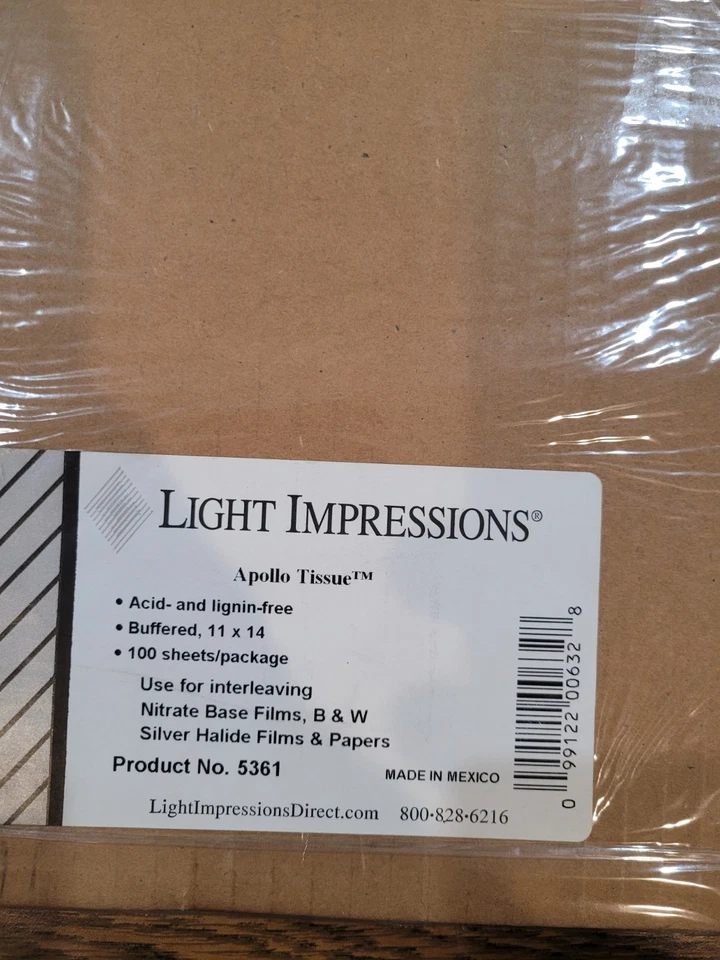 LIGHT IMPRESSIONS®
Apollo Tissue™
• Acid- and lignin-free
• Buffered, 11 x 14
• 100 sheets/package
Use for interleaving
Nitrate Base Films, B & W
Silver Halide Films & Papers
Product No. 5361
MADE IN MEXICO
LightImpressionsDirect.com 800•828•6216
0 99122 00632 8